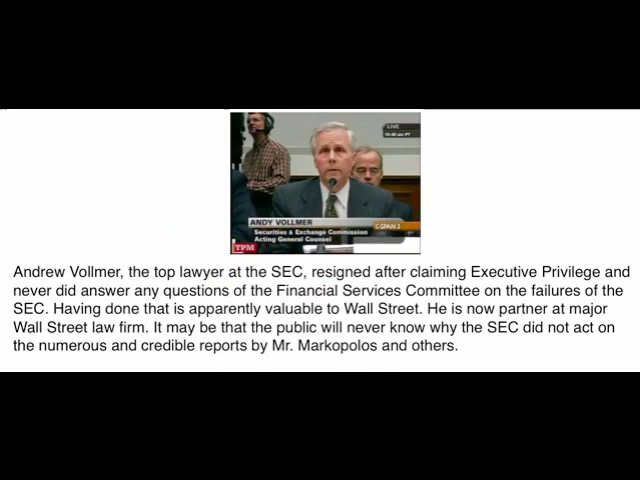 LIVE
ANDY VOLLMER
C-SPAN 3
Securities & Exchange Commission
Acting General Counsel
TPM
Andrew Vollmer, the top lawyer at the SEC, resigned after claiming Executive Privilege and
never did answer any questions of the Financial Services Committee on the failures of the
SEC. Having done that is apparently valuable to Wall Street. He is now partner at major
Wall Street law firm. It may be that the public will never know why the SEC did not act on
the numerous and credible reports by Mr. Markopolos and others.